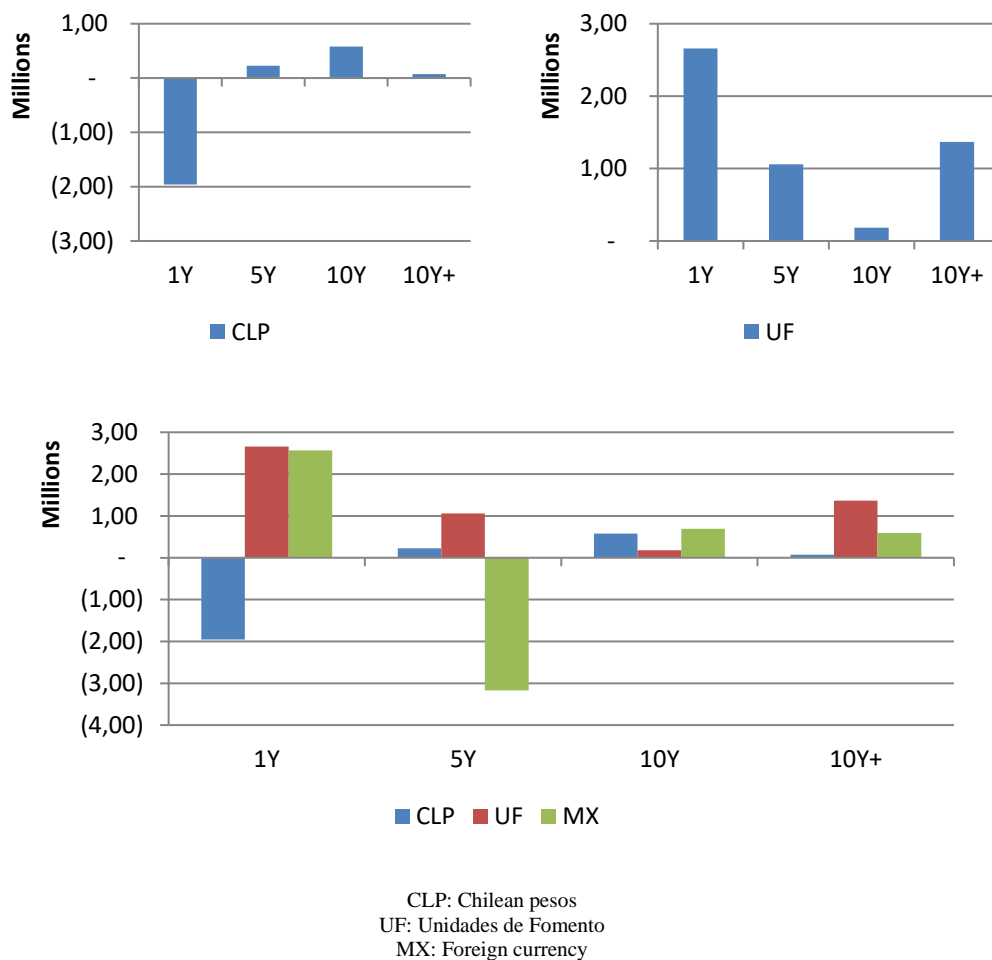 Millions
1,00
-
(1,00)
(2,00)
(3,00)
1Y 5Y 10Y 10Y+
CLP
Millions
3,00
2,00
1,00
-
1Y 5Y 10Y 10Y+
UF
Millions
3,00
2,00
1,00
-
(1,00)
(2,00)
(3,00)
(4,00)
1Y 5Y 10Y 10Y+
CLP UF MX
CLP: Chilean pesos
UF: Unidades de Fomento
MX: Foreign currency